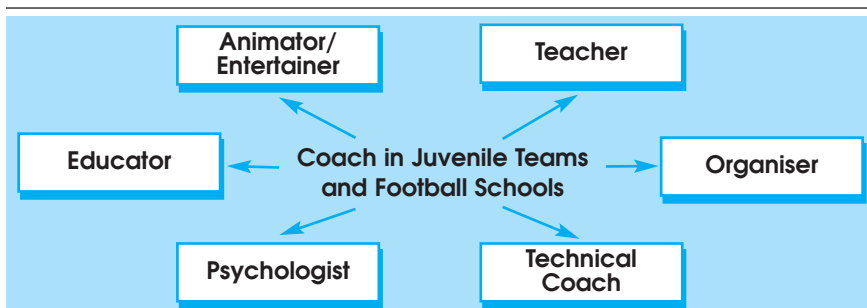 Animator/
Entertainer
Teacher
Educator
Coach in Juvenile Teams
and Football Schools
Organiser
Psychologist
Technical
Coach